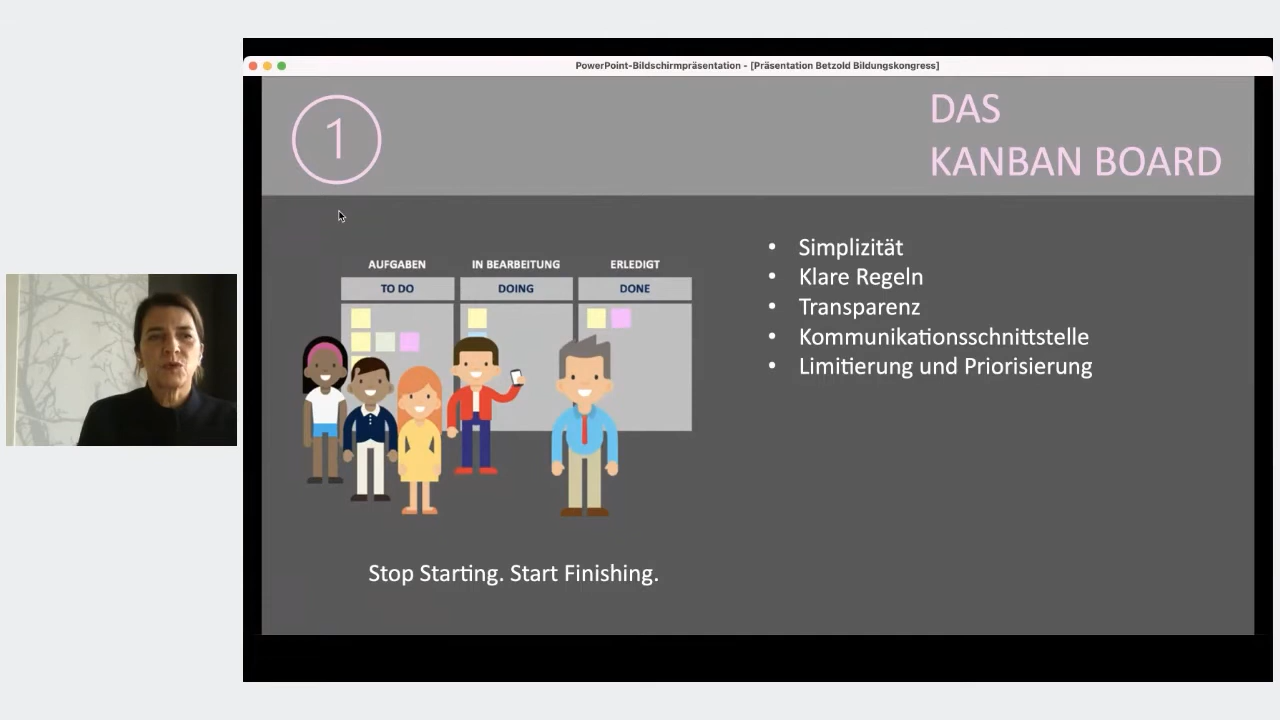 PowerPoint-Bildschirmpräsentation - [Präsentation Betzold Bildungskongress]
1
DAS
KANBAN BOARD
AUFGABEN
IN BEARBEITUNG
ERLEDIGT
TO DO
DOING
DONE
• Simplizität
• Klare Regeln
• Transparenz
• Kommunikationsschnittstelle
• Limitierung und Priorisierung
Stop Starting. Start Finishing.